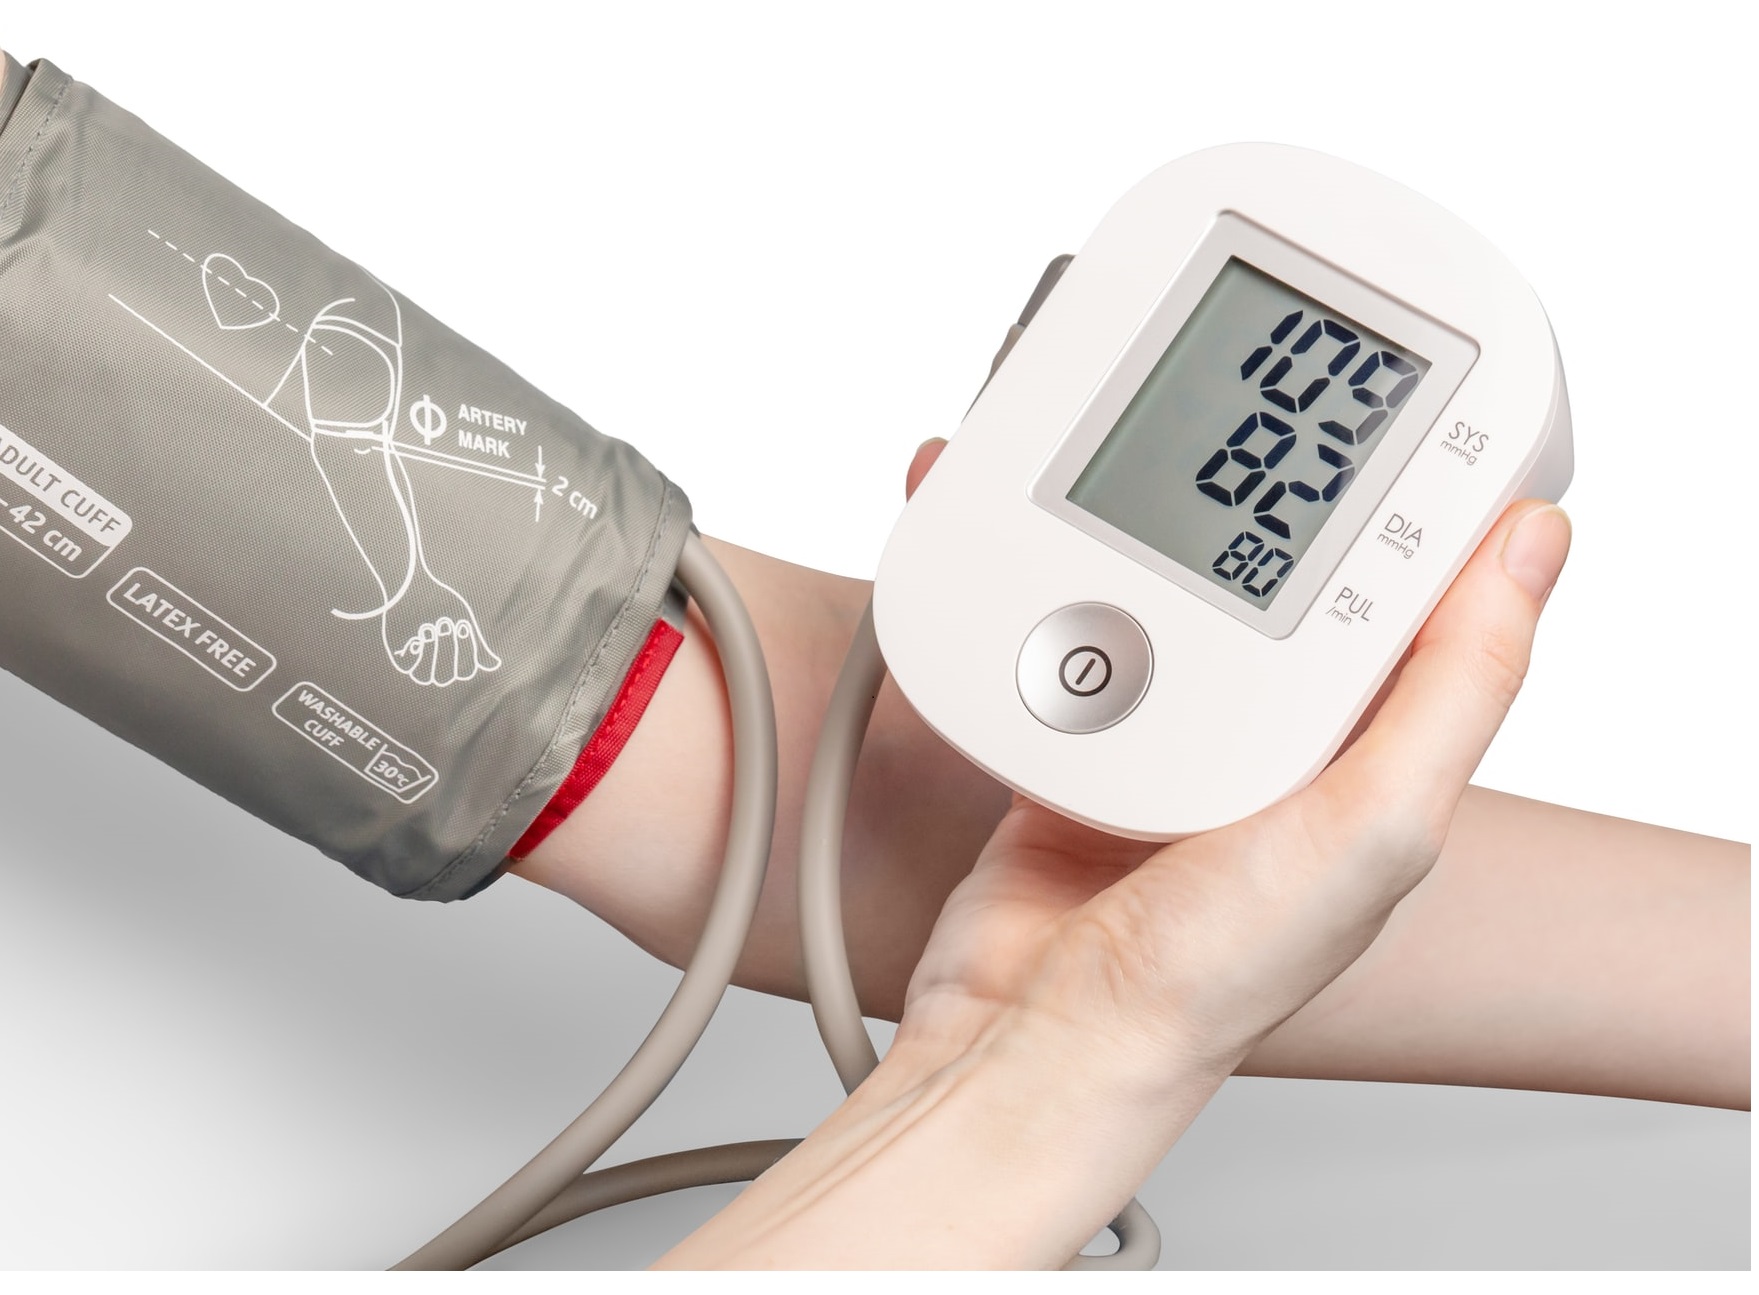 ARTERY
MARK
2 cm
ADULT CUFF
42 cm
LATEX FREE
WASHABLE
CUFF
30°C
109
82
80
SYS
mmHg
DIA
mmHg
PUL
/min